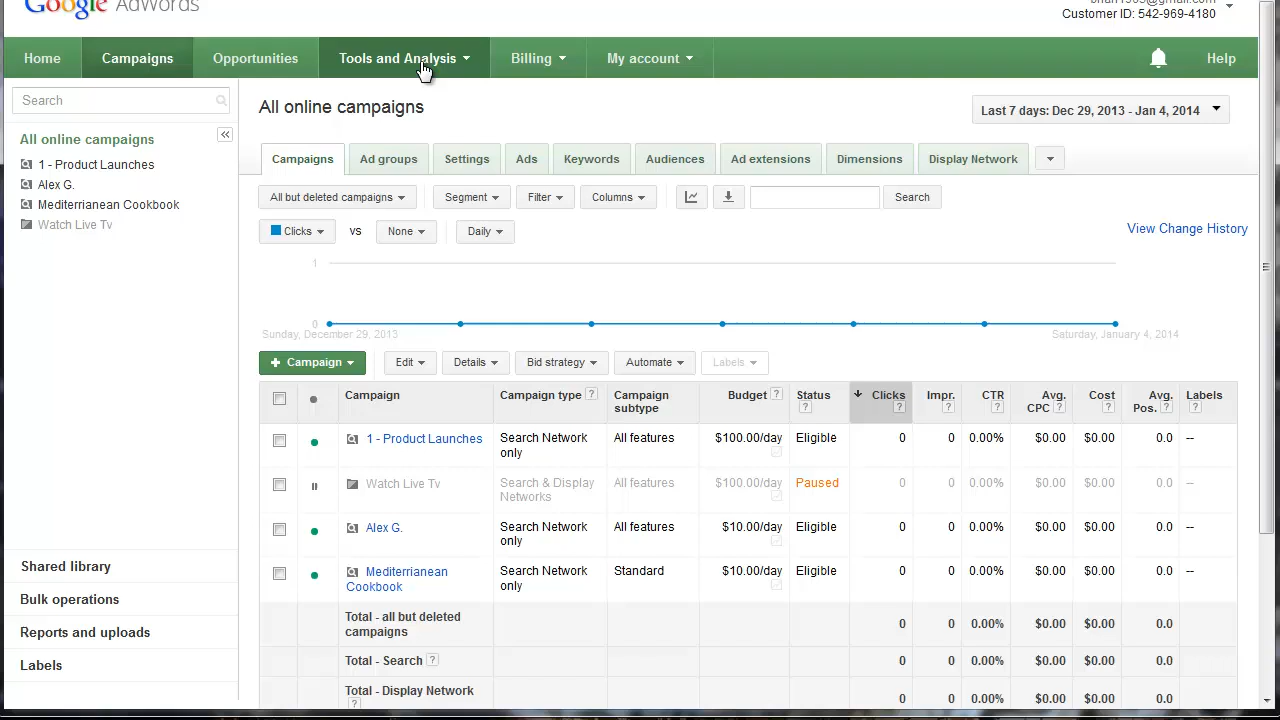 Google AdWords
Customer ID: 542-969-4180
Home Campaigns Opportunities Tools and Analysis Billing My account Help
Search
All online campaigns
1 - Product Launches
Alex G.
Mediterranean Cookbook
Watch Live Tv
Shared library
Bulk operations
Reports and uploads
Labels
All online campaigns
Last 7 days: Dec 29, 2013 - Jan 4, 2014
Campaigns Ad groups Settings Ads Keywords Audiences Ad extensions Dimensions Display Network
All but deleted campaigns Segment Filter Columns Search
Clicks VS None Daily
View Change History
1
0
Sunday, December 29, 2013 Saturday, January 4, 2014
+ Campaign Edit Details Bid strategy Automate Labels
Campaign Campaign type ? Campaign subtype Budget ? Status ? Clicks ? Impr. ? CTR ? Avg. CPC ? Cost ? Avg. Pos. ? Labels ?
1 - Product Launches Search Network only All features $100.00/day Eligible 0 0 0.00% $0.00 $0.00 0.0 --
Watch Live Tv Search & Display Networks All features $100.00/day Paused 0 0 0.00% $0.00 $0.00 0.0 --
Alex G. Search Network only All features $10.00/day Eligible 0 0 0.00% $0.00 $0.00 0.0 --
Mediterranean Cookbook Search Network only Standard $10.00/day Eligible 0 0 0.00% $0.00 $0.00 0.0 --
Total - all but deleted campaigns 0 0 0.00% $0.00 $0.00 0.0
Total - Search ? 0 0 0.00% $0.00 $0.00 0.0
Total - Display Network ? 0 0 0.00% $0.00 $0.00 0.0